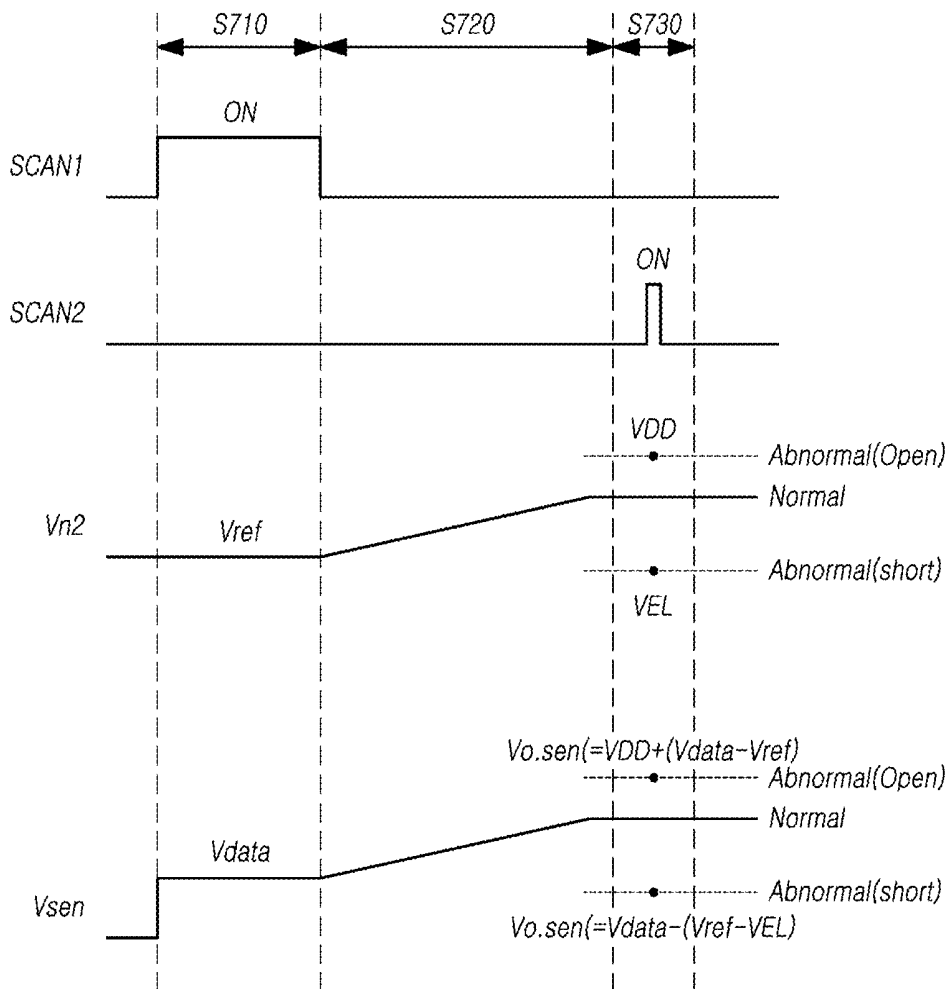 S710 S720 S730
ON
SCAN1
ON
SCAN2
VDD
Abnormal(Open)
Normal
Vn2
Vref
Abnormal(short)
VEL
Vo.sen(=VDD+(Vdata-Vref)
Abnormal(Open)
Normal
Vdata
Abnormal(short)
Vsen
Vo.sen(=Vdata-(Vref-VEL)